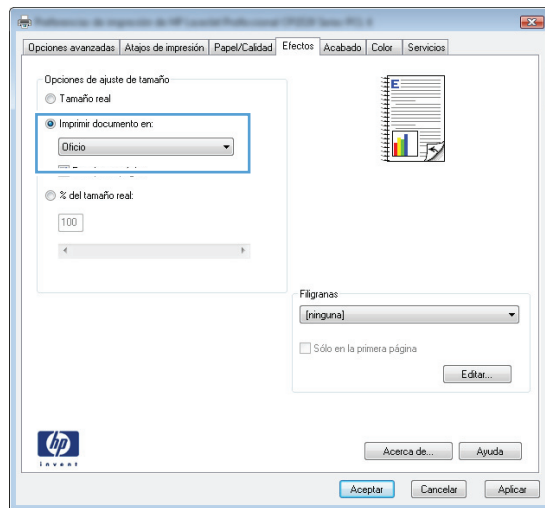 Opciones avanzadas Atajos de impresión Papel/Calidad Efectos Acabado Color Servicios
Opciones de ajuste de tamaño
Tamaño real
Imprimir documento en:
Oficio
% del tamaño real:
100
E
Filigranas
[ninguna]
Sólo en la primera página
Editar...
hp
invent
Acerca de... Ayuda
Aceptar Cancelar Aplicar